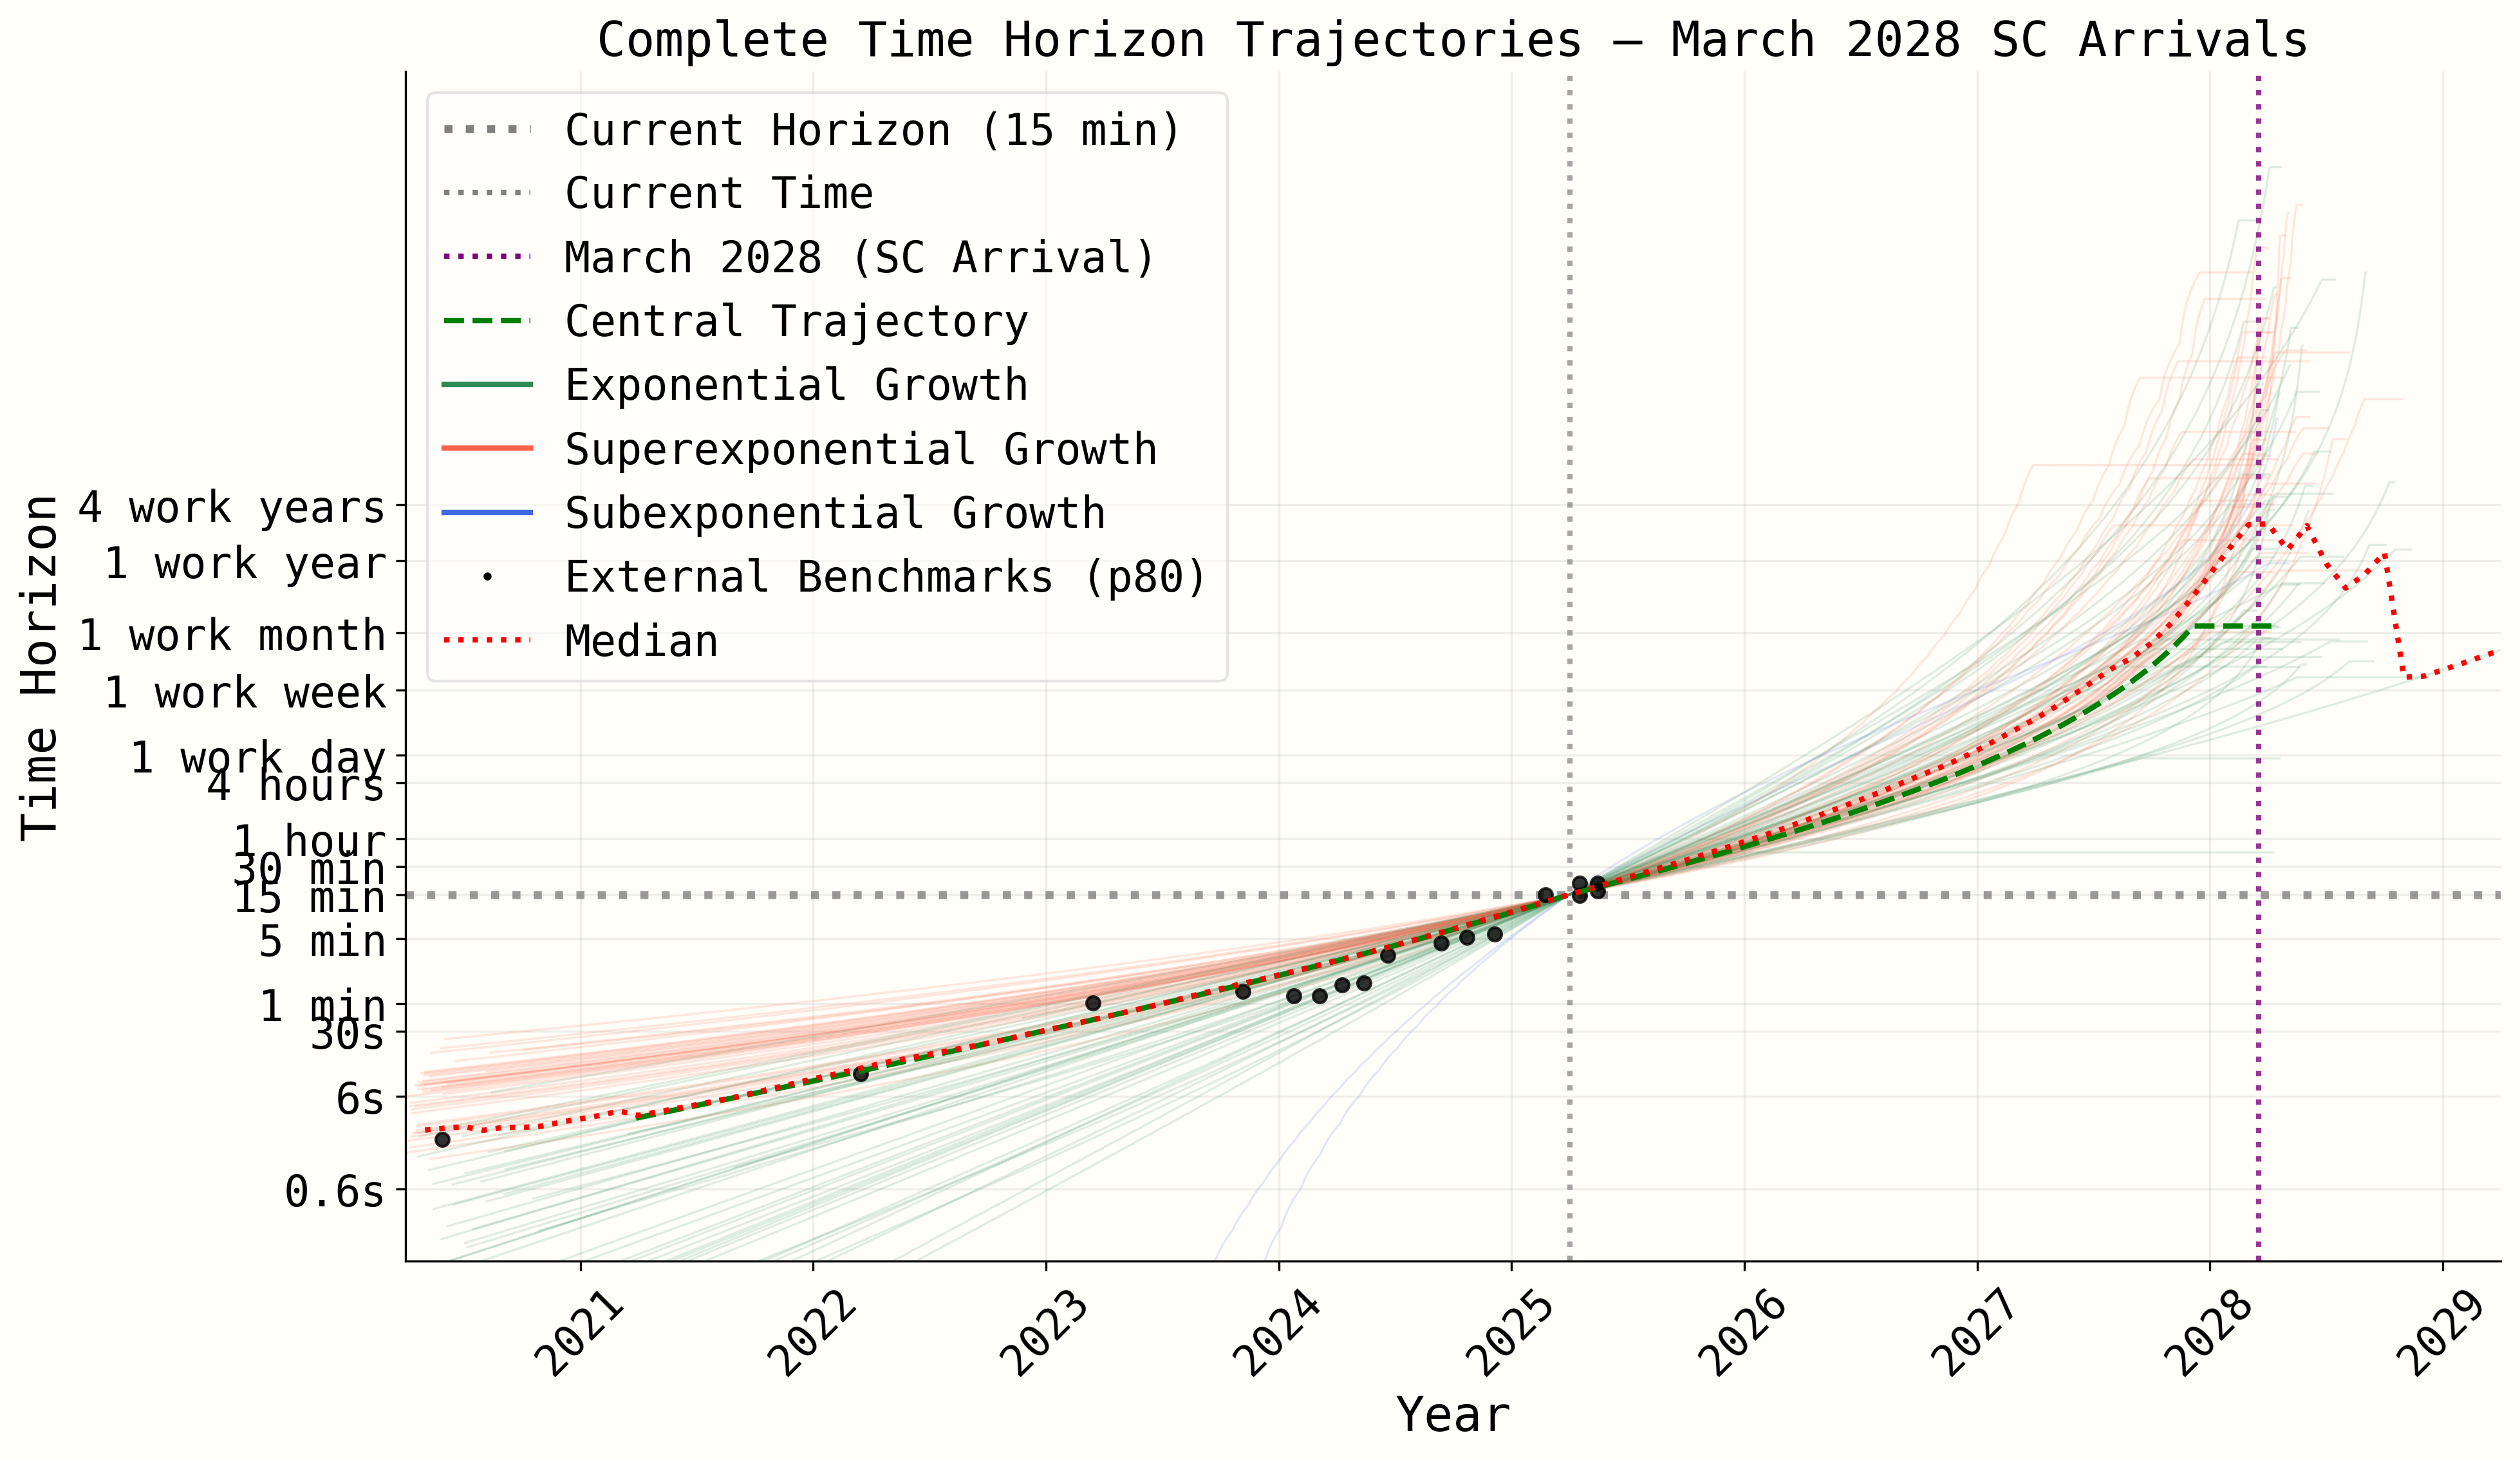 Complete Time Horizon Trajectories — March 2028 SC Arrivals
Current Horizon (15 min)
Current Time
March 2028 (SC Arrival)
Central Trajectory
Exponential Growth
Superexponential Growth
Subexponential Growth
External Benchmarks (p80)
Median
Time Horizon
4 work years
1 work year
1 work month
1 work week
1 work day
4 hours
1 hour
30 min
15 min
5 min
1 min
30s
6s
0.6s
2021
2022
2023
2024
2025
2026
2027
2028
2029
Year